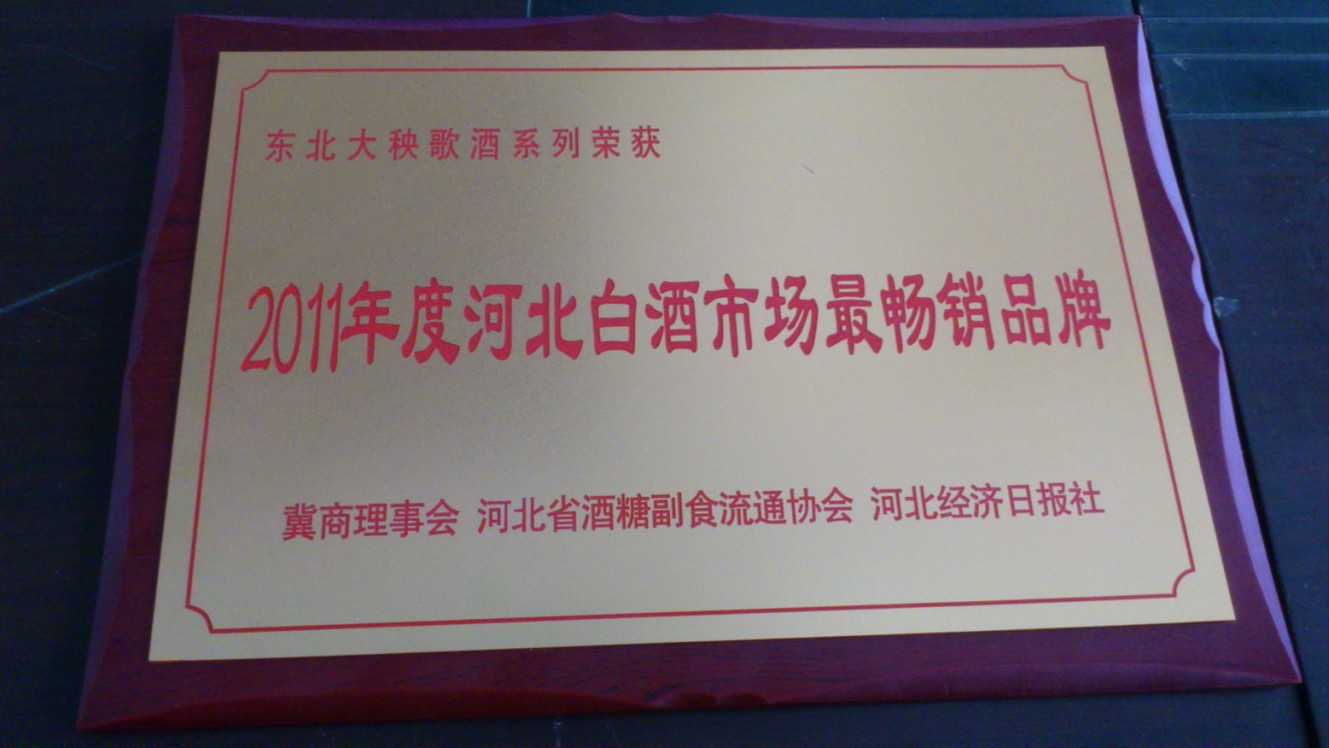 东北大秧歌酒系列荣获
2011年度河北白酒市场最畅销品牌
冀商理事会 河北省酒糖副食流通协会 河北经济日报社